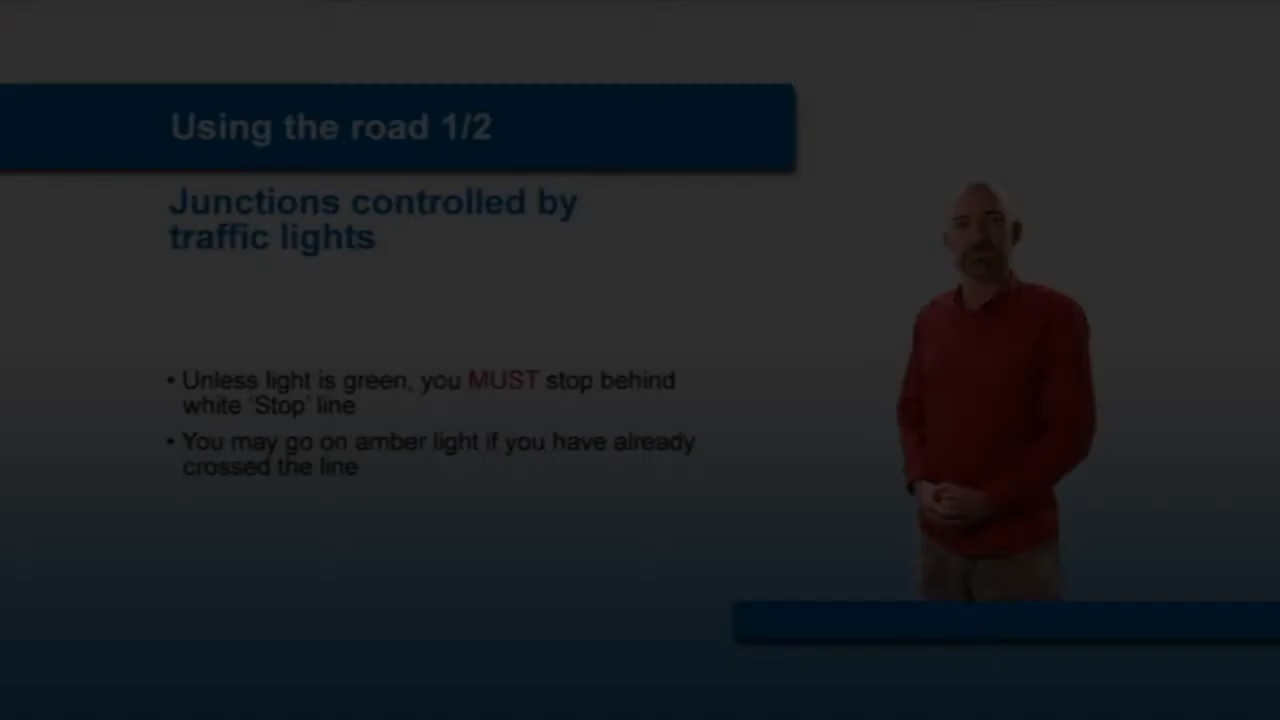 Using the road 1/2
Junctions controlled by
traffic lights
• Unless light is green, you MUST stop behind
white ‘Stop’ line
• You may go on amber light if you have already
crossed the line